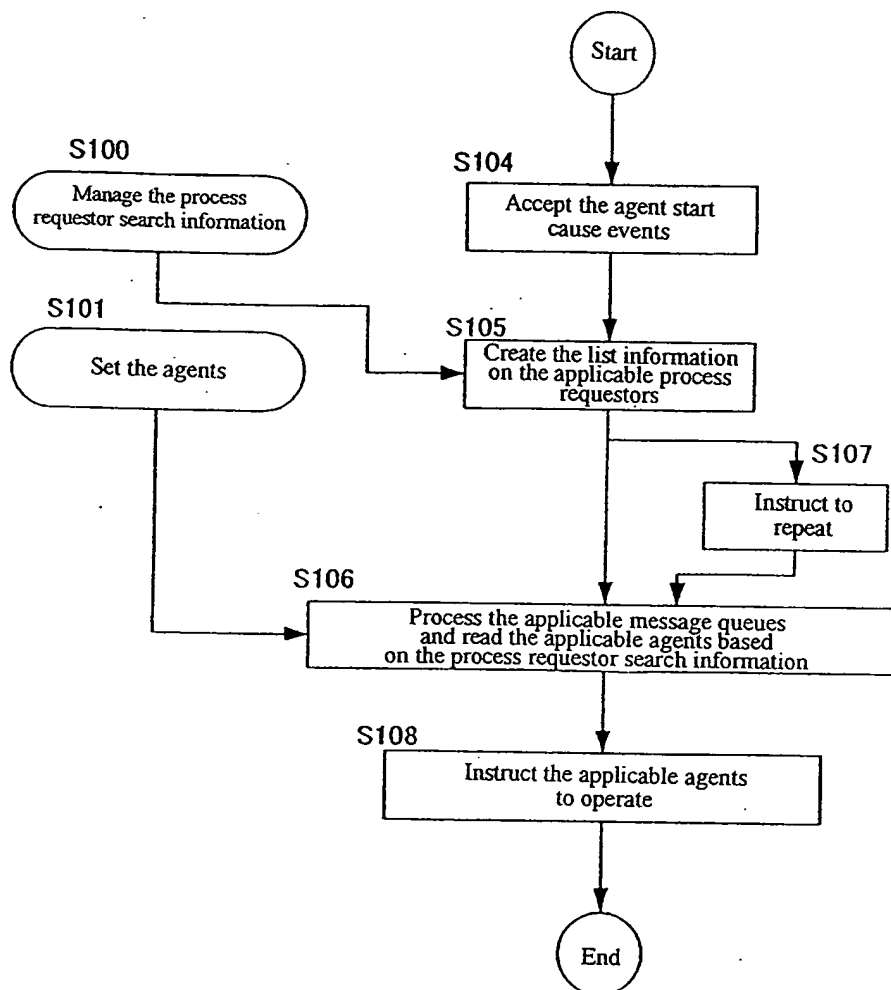 Start
S100
Manage the process
requestor search information
S104
Accept the agent start
cause events
S101
Set the agents
S105
Create the list information
on the applicable process
requestors
S107
Instruct to
repeat
S106
Process the applicable message queues
and read the applicable agents based
on the process requestor search information
S108
Instruct the applicable agents
to operate
End